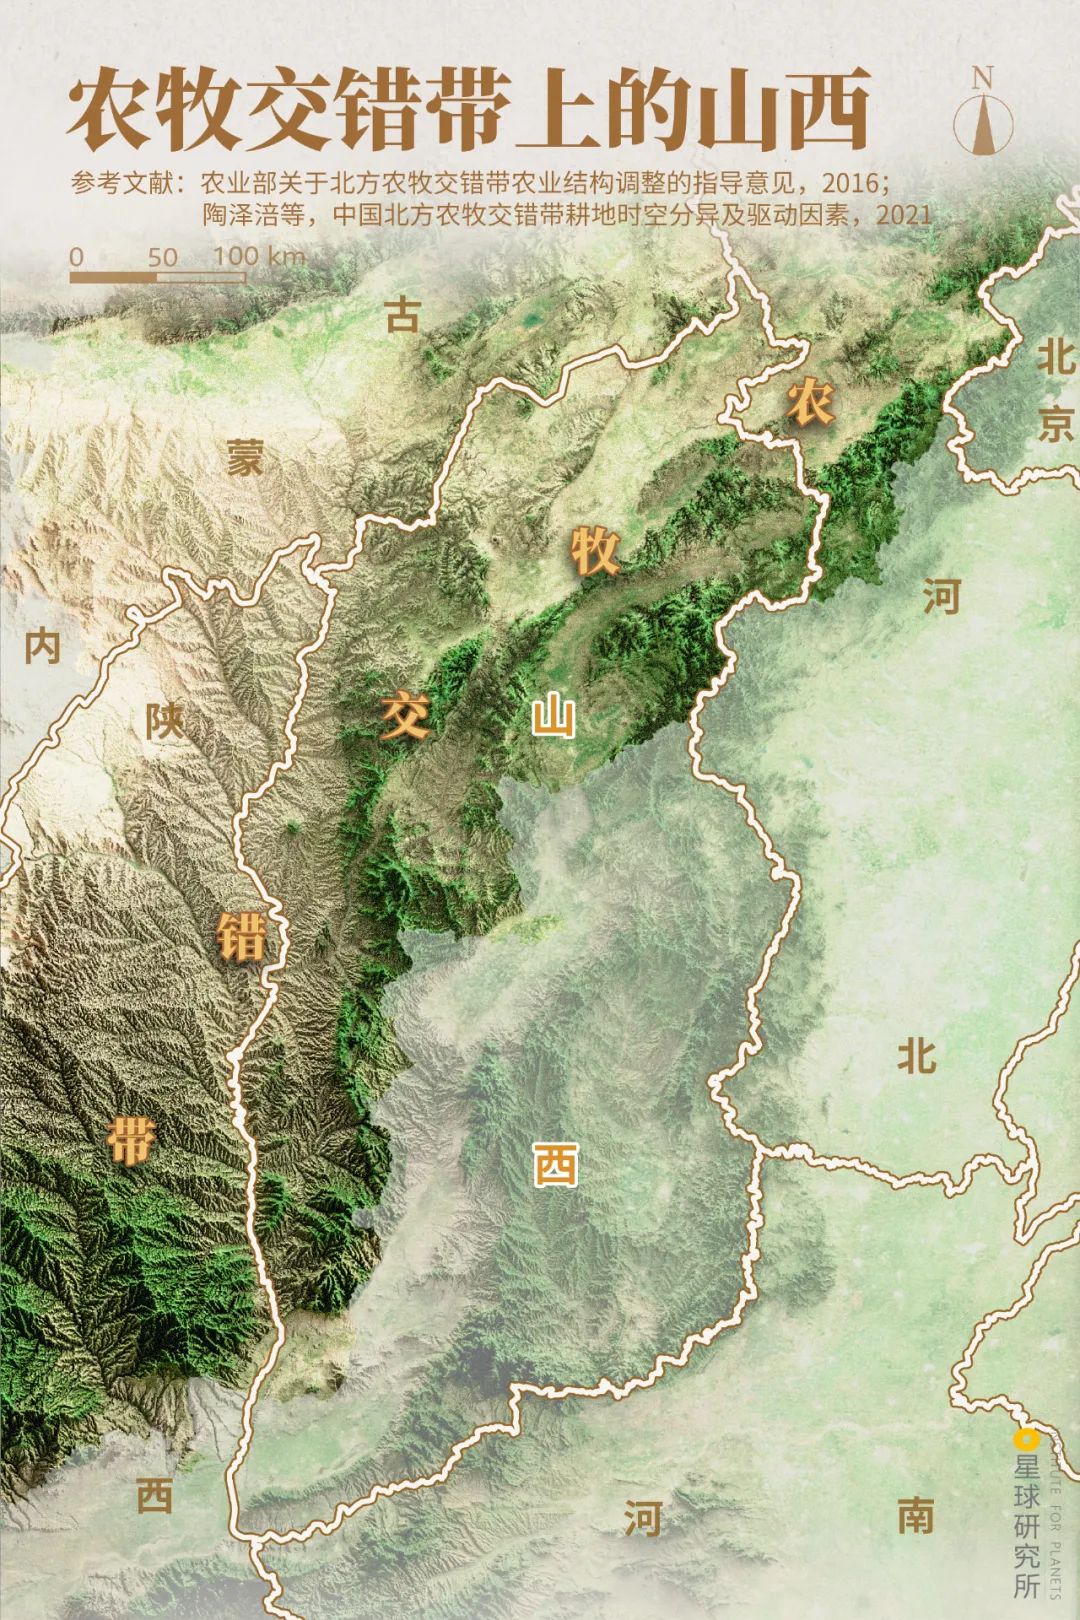 农牧交错带上的山西
N
参考文献：农业部关于北方农牧交错带农业结构调整的指导意见，2016；
陶泽涪等，中国北方农牧交错带耕地时空分异及驱动因素，2021
0 50 100 km
内蒙古
北京
农牧交错带
河北
陕西
山西
河南
星球研究所
INSTITUTE FOR PLANETS